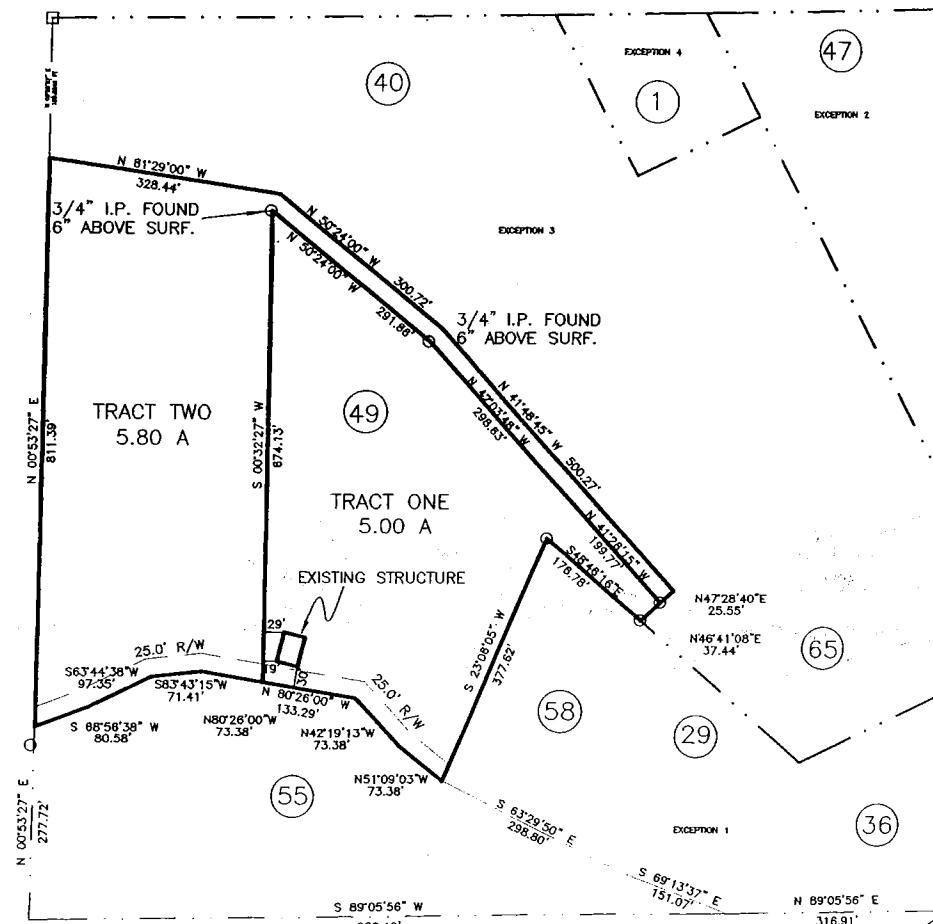 EXCEPTION 4
40
1
47
EXCEPTION 2
N 81°29'00" W
328.44'
3/4" I.P. FOUND
6" ABOVE SURF.
N 50°24'00" W
300.72'
N 50°24'00" W
291.88'
EXCEPTION 3
3/4" I.P. FOUND
6" ABOVE SURF.
N 00°53'27" E
811.39'
TRACT TWO
5.80 A
S 00°32'27" W
674.13'
49
N 47°03'48" W
298.83'
N 41°48'45" W
500.27'
TRACT ONE
5.00 A
N 41°28'15" W
199.77'
S48°46'16"E
176.78'
EXISTING STRUCTURE
N47°28'40"E
25.55'
N46°41'08"E
37.44'
65
29'
19'
30'
25.0' R/W
S63°44'38"W
97.35'
S83°43'15"W
71.41'
S 68°56'38" W
80.58'
N 80°26'00" W
133.29'
N80°26'00"W
73.38'
N42°19'13"W
73.38'
25.0' R/W
S 23°08'05" W
377.62'
58
29
N51°09'03"W
73.38'
55
N 00°53'27" E
277.72'
S 63°29'50" E
298.80'
EXCEPTION 1
36
S 69°13'37" E
151.07'
S 89°05'56" W
N 89°05'56" E
316.91'